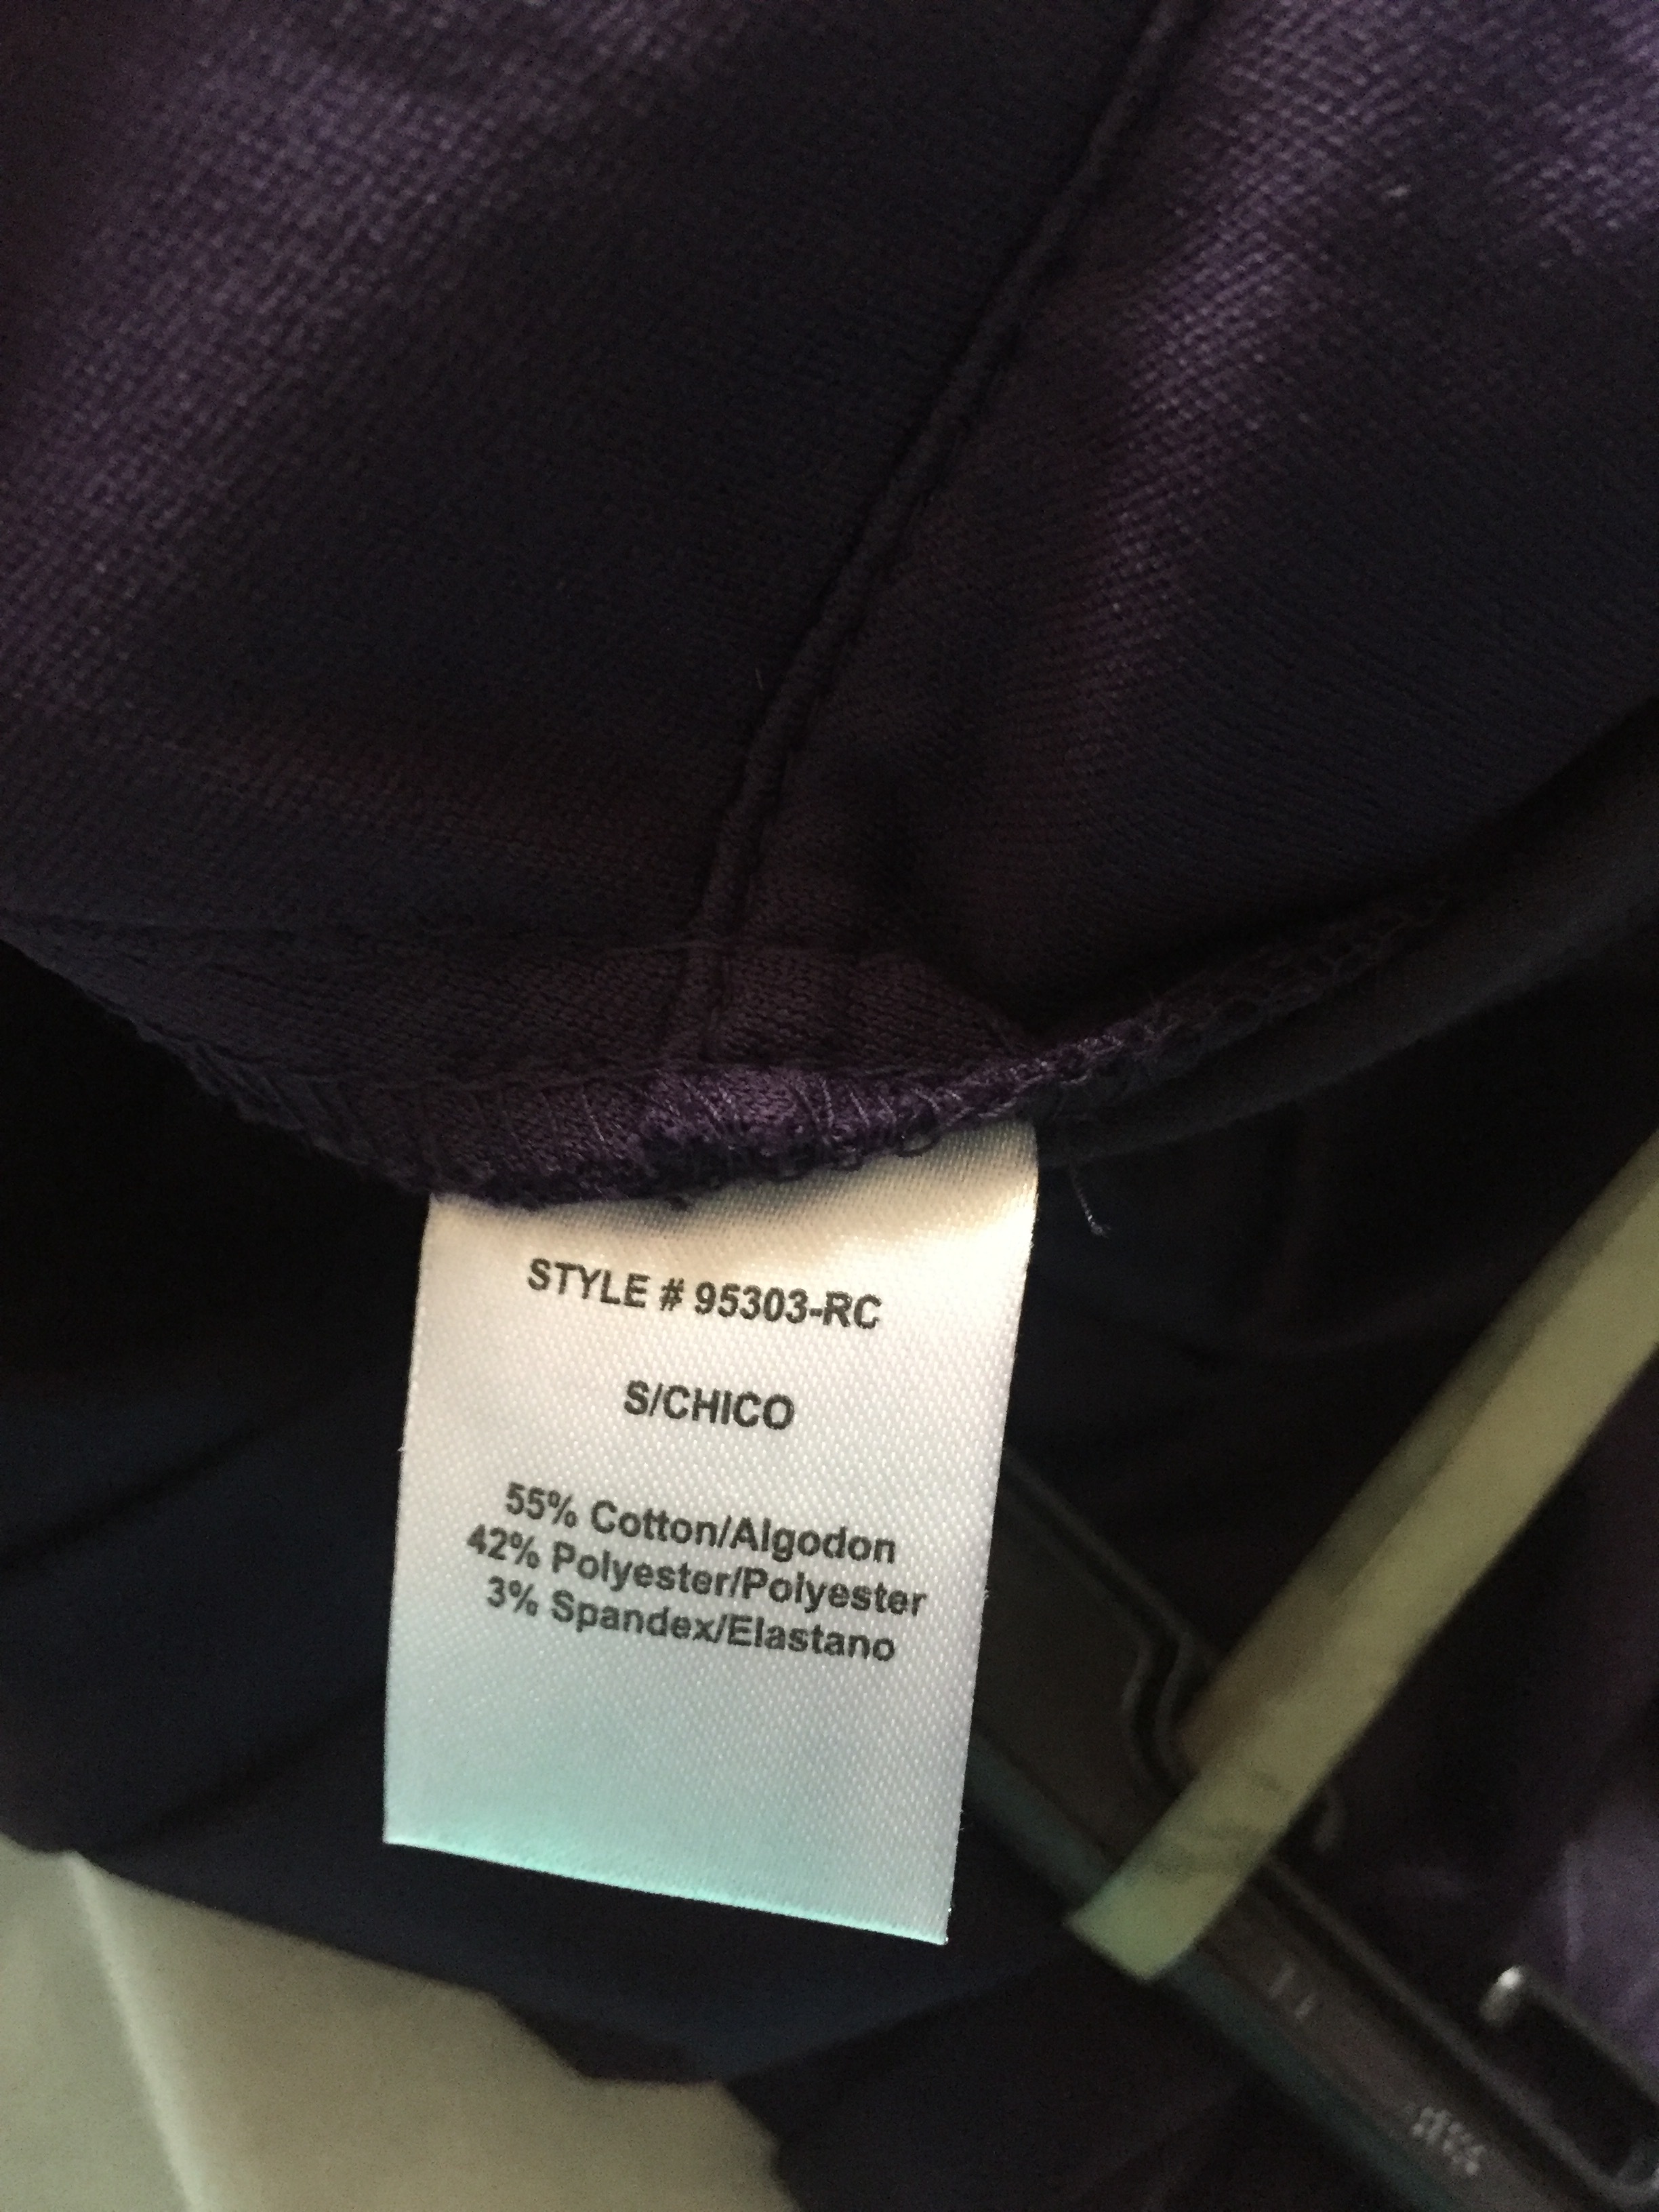 STYLE # 95303-RC
S/CHICO
55% Cotton/Algodon
42% Polyester/Polyester
3% Spandex/Elastano